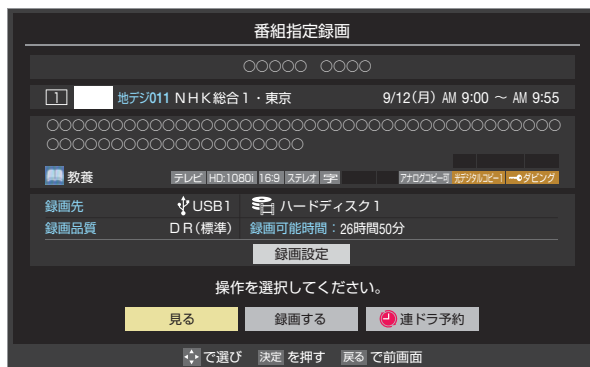 番組指定録画
○○○○○ ○○○○
1 地デジ011 NHK総合1・東京 9/12(月) AM 9:00 ～ AM 9:55
○○○○○○○○○○○○○○○○○○○○○○○○○○○○○○○○
○○○○○○○○○○○○○○○○
教養 テレビ HD:1080i 16:9 ステレオ 字 アナログコピー可 光デジタルコピー1 ダビング
録画先 USB1 ハードディスク1
録画品質 DR(標準) 録画可能時間：26時間50分
録画設定
操作を選択してください。
見る 録画する 連ドラ予約
で選び 決定 を押す 戻る で前画面